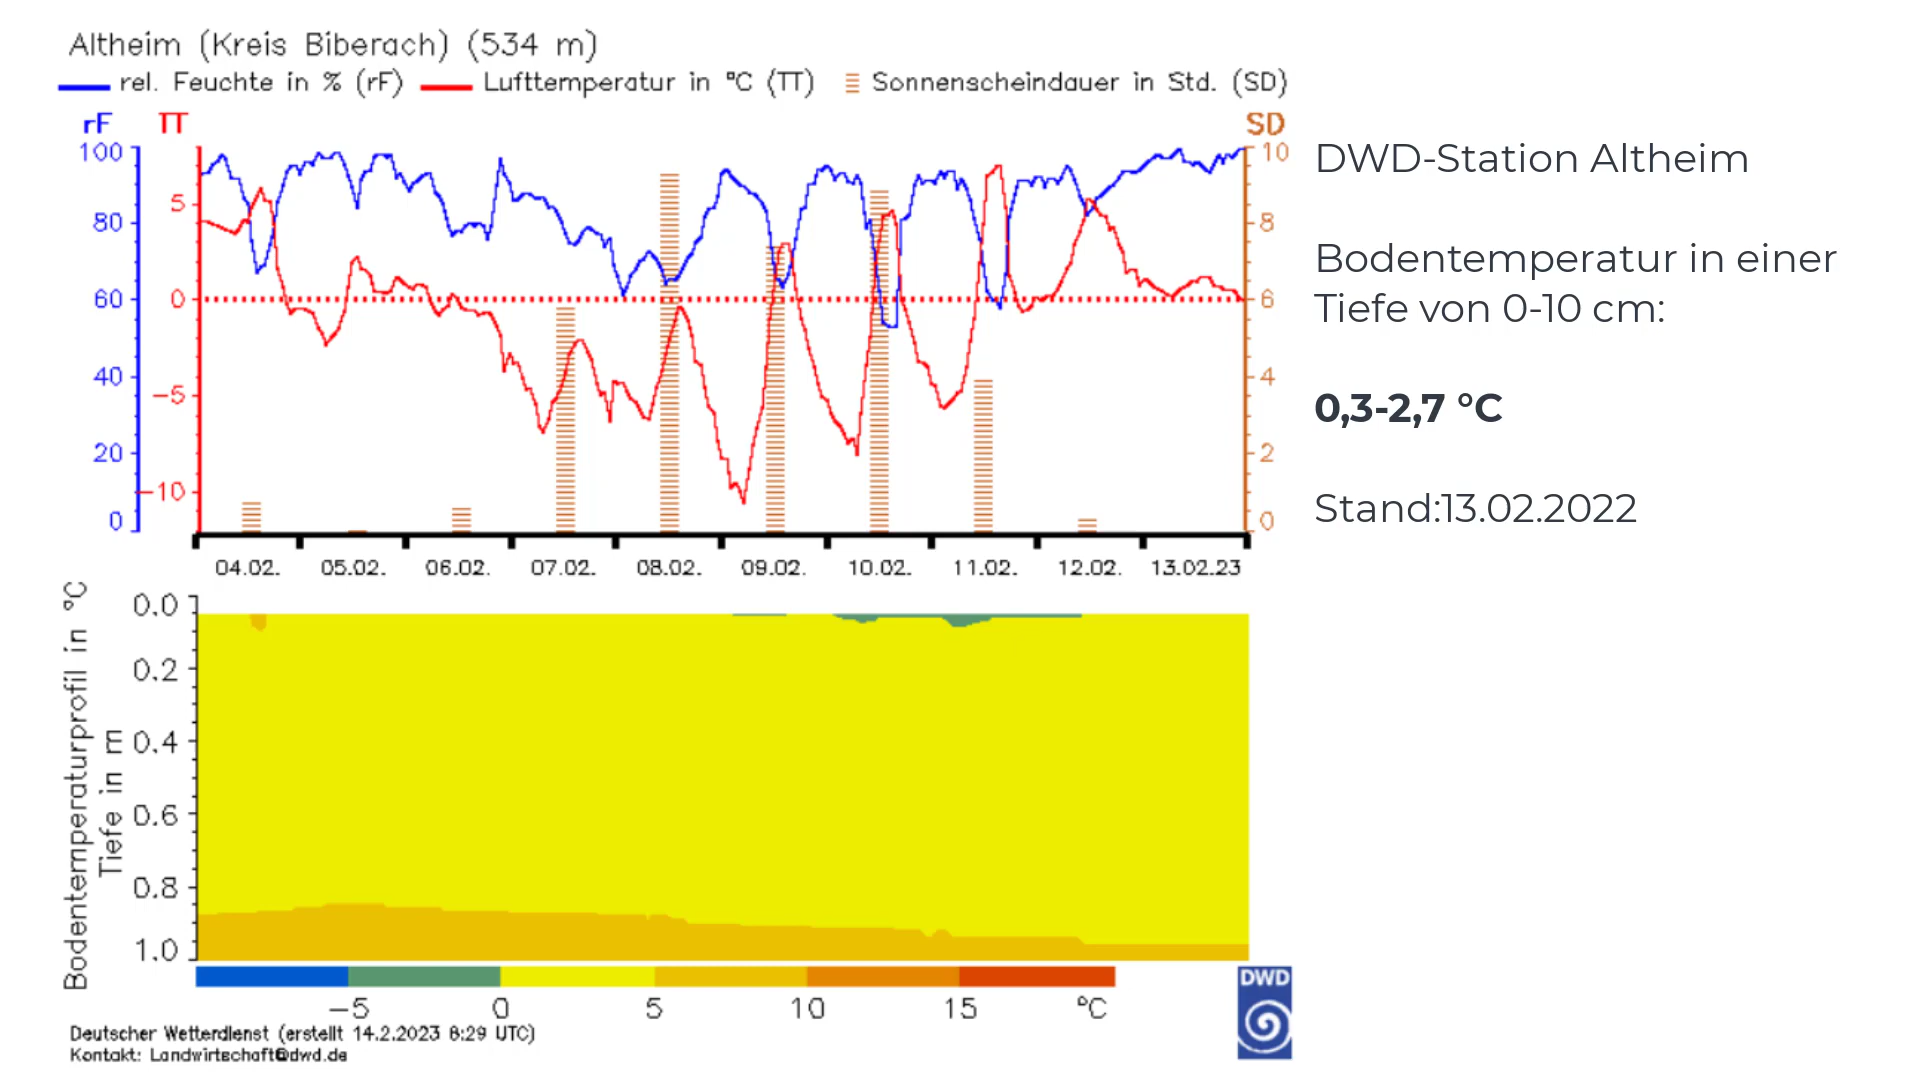 Altheim (Kreis Biberach) (534 m)
rel. Feuchte in % (rF) Lufttemperatur in °C (TT) Sonnenscheindauer in Std. (SD)
rF TT SD
100 10
5
80 8
60 0 6
40 4
-5
20 2
-10
0 0
04.02. 05.02. 06.02. 07.02. 08.02. 09.02. 10.02. 11.02. 12.02. 13.02.23
DWD-Station Altheim
Bodentemperatur in einer
Tiefe von 0-10 cm:
0,3-2,7 °C
Stand:13.02.2022
Bodentemperaturprofil in °C
Tiefe in m
0.0
0.2
0.4
0.6
0.8
1.0
-5 0 5 10 15 °C
DWD
Deutscher Wetterdienst (erstellt 14.2.2023 8:29 UTC)
Kontakt: Landwirtschaft@dwd.de